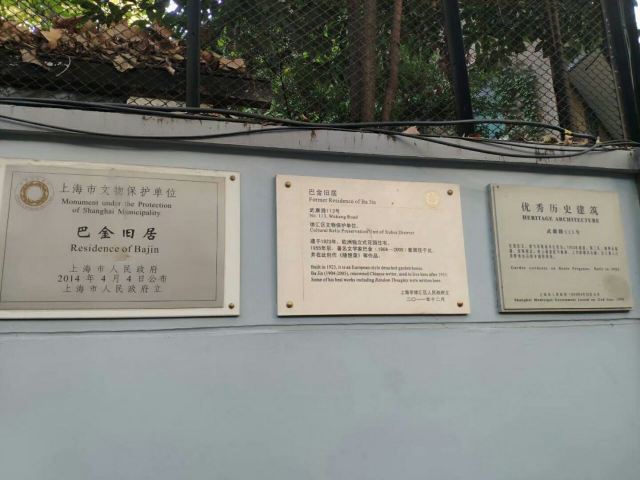 上海市文物保护单位
Monument under the Protection
of Shanghai Municipality
巴金旧居
Residence of Bajin
上海市人民政府
2014年4月4日公布
上海市人民政府立
巴金旧居
Former Residence of Ba Jin
武康路113号
No. 113, Wukang Road
徐汇区文物保护单位,
Cultural Relic Preservation Unit of Xuhui District
建于1923年, 欧洲独立式花园住宅。
1955年后, 著名文学家巴金(1904—2005)曾居住于此,
并在此创作《随想录》等作品。
Built in 1923, it is an European-style detached garden house.
Ba Jin (1904-2005), renowned Chinese writer, used to live here after 1955.
Some of his best works including Random Thoughts were written here.
上海市徐汇区人民政府立
二〇一一年十二月
优秀历史建筑
HERITAGE ARCHITECTURE
武康路113号
Garden residence
Built in 1923
Shanghai Municipal Government